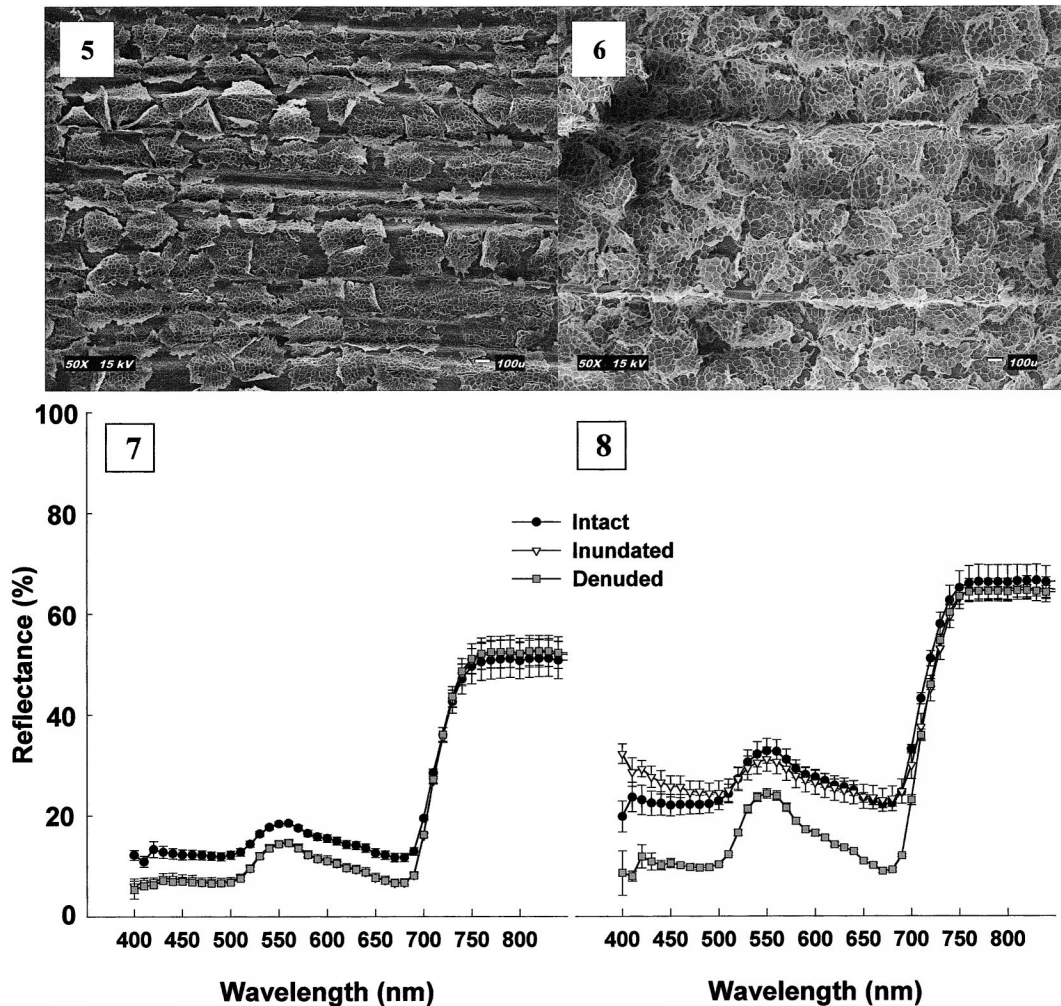 5
6
50X 15 kV
100u
50X 15 kV
100u
7
8
100
80
60
40
20
0
Reflectance (%)
Intact
Inundated
Denuded
400 450 500 550 600 650 700 750 800
400 450 500 550 600 650 700 750 800
Wavelength (nm)
Wavelength (nm)